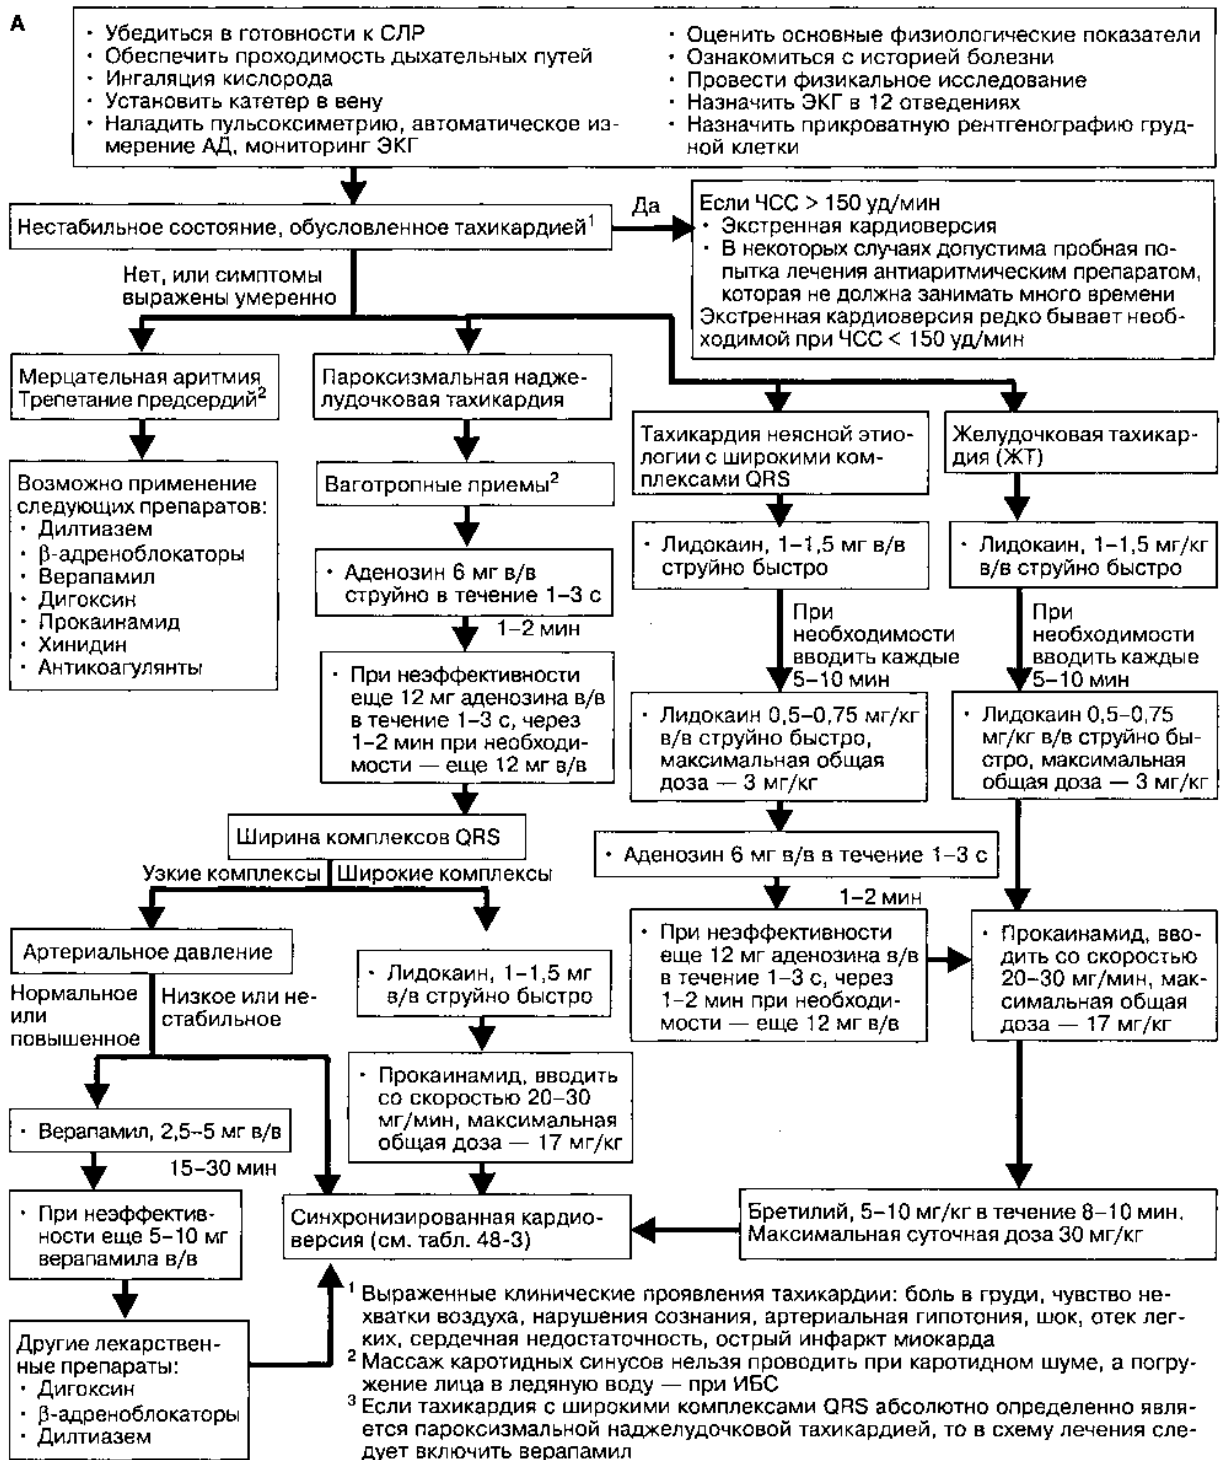 А
· Убедиться в готовности к СЛР
· Обеспечить проходимость дыхательных путей
· Ингаляция кислорода
· Установить катетер в вену
· Наладить пульсоксиметрию, автоматическое из-
мерение АД, мониторинг ЭКГ
· Оценить основные физиологические показатели
· Ознакомиться с историей болезни
· Провести физикальное исследование
· Назначить ЭКГ в 12 отведениях
· Назначить прикроватную рентгенографию груд-
ной клетки
Нестабильное состояние, обусловленное тахикардией¹
Да
Если ЧСС > 150 уд/мин
· Экстренная кардиоверсия
· В некоторых случаях допустима пробная по-
пытка лечения антиаритмическим препаратом,
которая не должна занимать много времени
Экстренная кардиоверсия редко бывает необ-
ходимой при ЧСС < 150 уд/мин
Нет, или симптомы
выражены умеренно
Мерцательная аритмия
Трепетание предсердий²
Возможно применение
следующих препаратов:
· Дилтиазем
· β-адреноблокаторы
· Верапамил
· Дигоксин
· Прокаинамид
· Хинидин
· Антикоагулянты
Пароксизмальная надже-
лудочковая тахикардия
Ваготропные приемы²
· Аденозин 6 мг в/в
струйно в течение 1–3 с
1–2 мин
· При неэффективности
еще 12 мг аденозина в/в
в течение 1–3 с, через
1–2 мин при необходи-
мости — еще 12 мг в/в
Тахикардия неясной этио-
логии с широкими ком-
плексами QRS
· Лидокаин, 1–1,5 мг в/в
струйно быстро
При
необходимости
вводить каждые
5–10 мин
· Лидокаин 0,5–0,75 мг/кг
в/в струйно быстро,
максимальная общая
доза — 3 мг/кг
· Аденозин 6 мг в/в в течение 1–3 с
1–2 мин
· При неэффективности
еще 12 мг аденозина в/в
в течение 1–3 с, через
1–2 мин при необходи-
мости — еще 12 мг в/в
Желудочковая тахикар-
дия (ЖТ)
· Лидокаин, 1–1,5 мг/кг
в/в струйно быстро
При
необходимости
вводить каждые
5–10 мин
· Лидокаин 0,5–0,75
мг/кг в/в струйно бы-
стро, максимальная
общая доза — 3 мг/кг
· Прокаинамид, вво-
дить со скоростью
20–30 мг/мин, мак-
симальная общая
доза — 17 мг/кг
Ширина комплексов QRS
Узкие комплексы
Широкие комплексы
Артериальное давление
Нормальное
или
повышенное
Низкое или не-
стабильное
· Лидокаин, 1–1,5 мг
в/в струйно быстро
· Прокаинамид, вводить
со скоростью 20–30
мг/мин, максимальная
общая доза — 17 мг/кг
· Верапамил, 2,5–5 мг в/в
15–30 мин
· При неэффектив-
ности еще 5–10 мг
верапамила в/в
Синхронизированная кардио-
версия (см. табл. 48-3)
Бретилий, 5–10 мг/кг в течение 8–10 мин.
Максимальная суточная доза 30 мг/кг
Другие лекарствен-
ные препараты:
· Дигоксин
· β-адреноблокаторы
· Дилтиазем
¹ Выраженные клинические проявления тахикардии: боль в груди, чувство не-
хватки воздуха, нарушения сознания, артериальная гипотония, шок, отек лег-
ких, сердечная недостаточность, острый инфаркт миокарда
² Массаж каротидных синусов нельзя проводить при каротидном шуме, а погру-
жение лица в ледяную воду — при ИБС
³ Если тахикардия с широкими комплексами QRS абсолютно определенно явля-
ется пароксизмальной наджелудочковой тахикардией, то в схему лечения сле-
дует включить верапамил